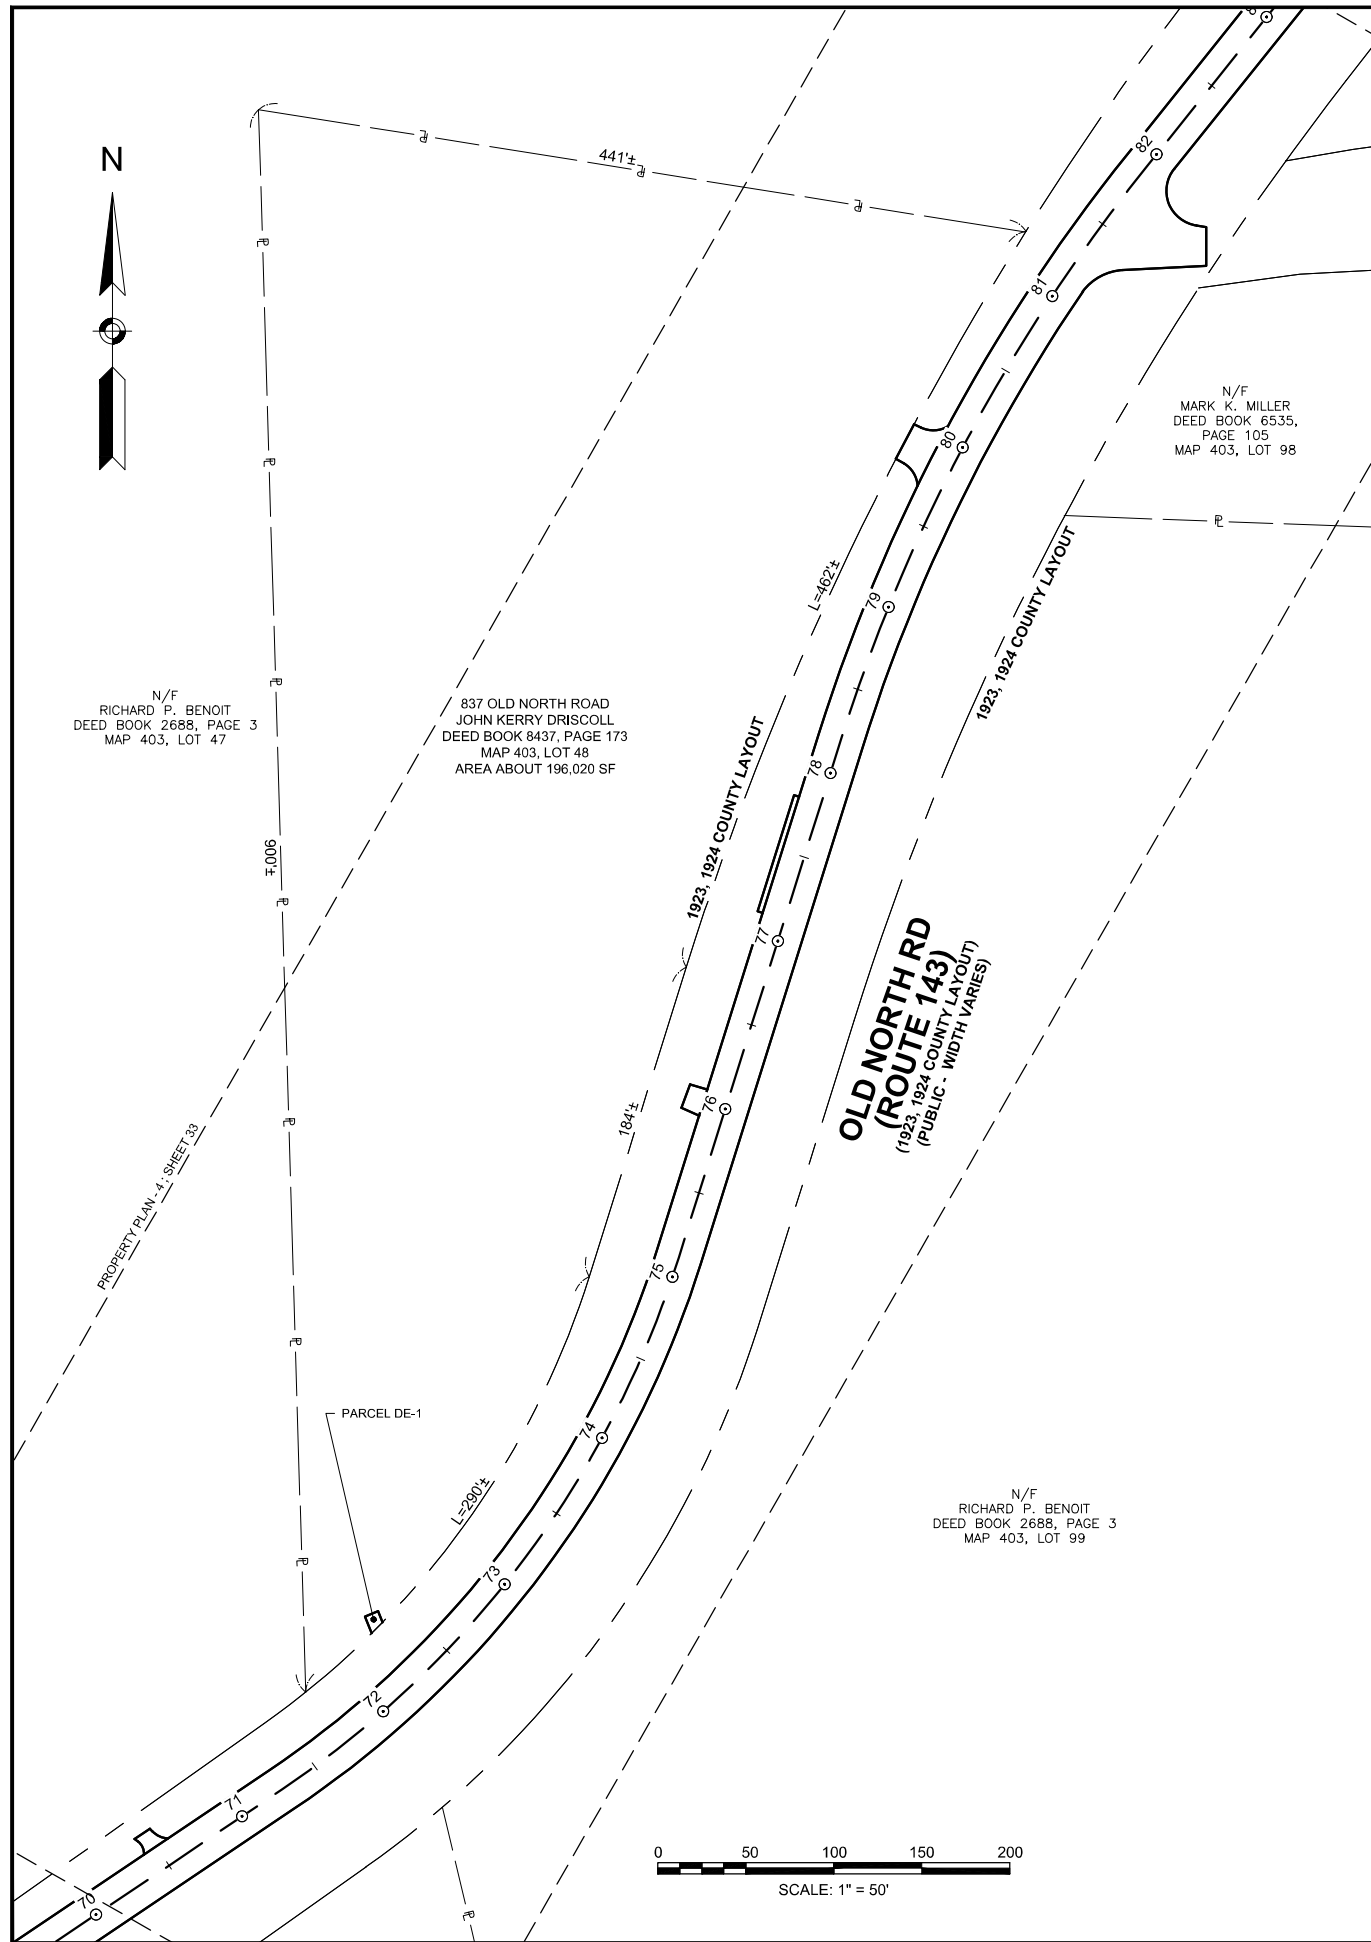 N
441'±
82
81
80
79
78
77
76
75
74
73
72
71
70
N/F
MARK K. MILLER
DEED BOOK 6535,
PAGE 105
MAP 403, LOT 98
L=462'±
1923, 1924 COUNTY LAYOUT
1923, 1924 COUNTY LAYOUT
N/F
RICHARD P. BENOIT
DEED BOOK 2688, PAGE 3
MAP 403, LOT 47
837 OLD NORTH ROAD
JOHN KERRY DRISCOLL
DEED BOOK 8437, PAGE 173
MAP 403, LOT 48
AREA ABOUT 196,020 SF
900'±
OLD NORTH RD
(ROUTE 143)
(1923, 1924 COUNTY LAYOUT)
(PUBLIC - WIDTH VARIES)
184'±
PROPERTY PLAN - 4 ; SHEET 33
PARCEL DE-1
L=290'±
N/F
RICHARD P. BENOIT
DEED BOOK 2688, PAGE 3
MAP 403, LOT 99
0 50 100 150 200
SCALE: 1" = 50'